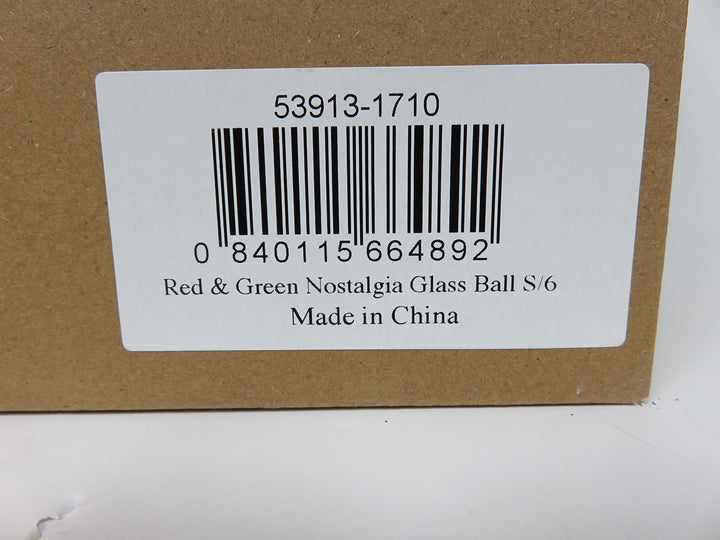 53913-1710
0 840115 664892
Red & Green Nostalgia Glass Ball S/6
Made in China